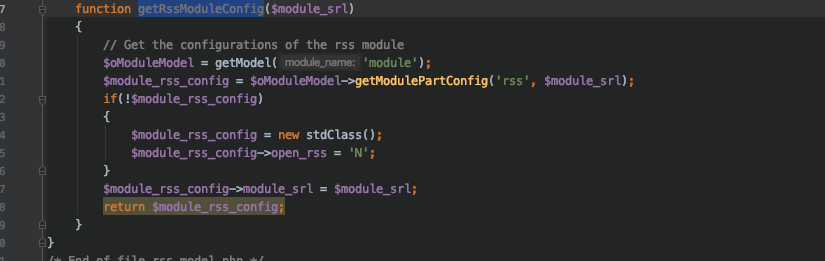 7 function getRssModuleConfig($module_srl)
8 {
9 // Get the configurations of the rss module
0 $oModuleModel = getModel( module_name: 'module');
1 $module_rss_config = $oModuleModel->getModulePartConfig('rss', $module_srl);
2 if(!$module_rss_config)
3 {
4 $module_rss_config = new stdClass();
5 $module_rss_config->open_rss = 'N';
6 }
7 $module_rss_config->module_srl = $module_srl;
8 return $module_rss_config;
9 }
0 }
/* End of file rss.model.php */